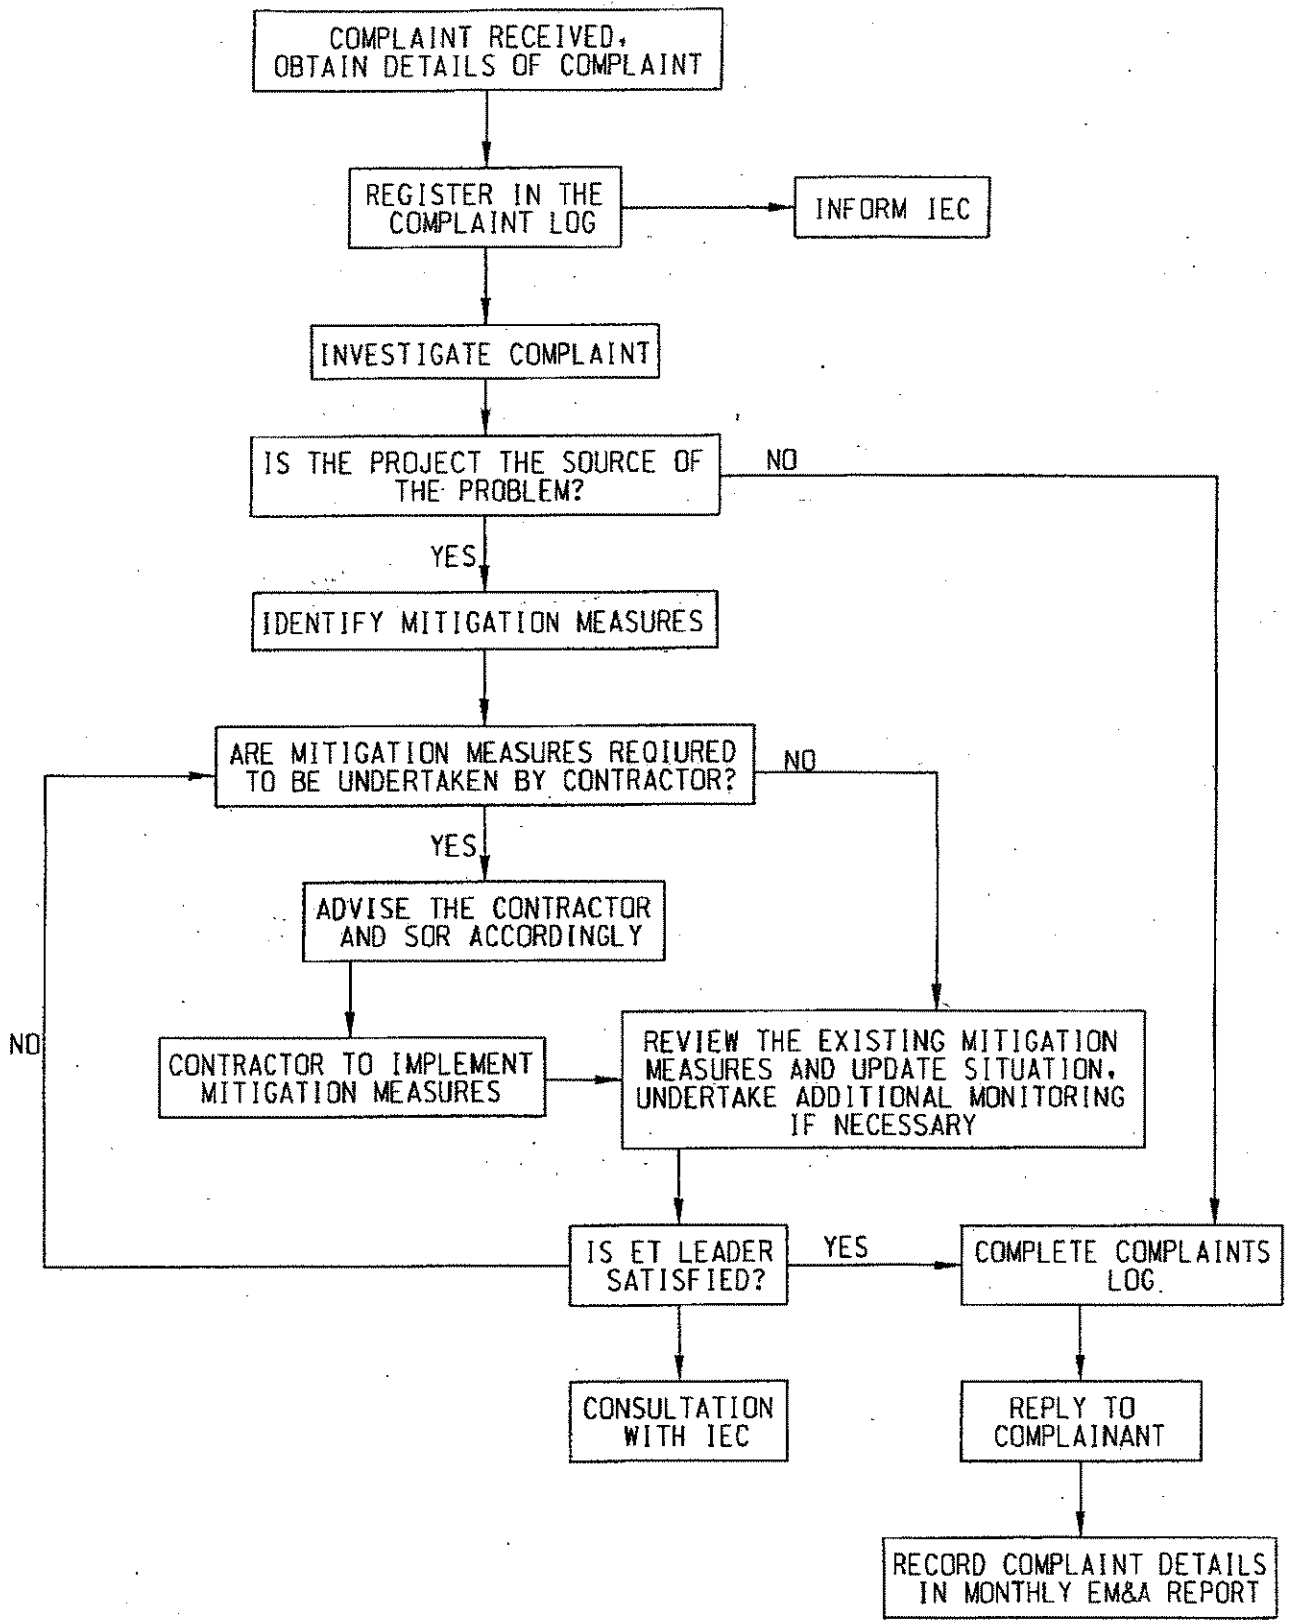 COMPLAINT RECEIVED,
OBTAIN DETAILS OF COMPLAINT
REGISTER IN THE
COMPLAINT LOG
INFORM IEC
INVESTIGATE COMPLAINT
IS THE PROJECT THE SOURCE OF
THE PROBLEM?
NO
YES
IDENTIFY MITIGATION MEASURES
ARE MITIGATION MEASURES REQIURED
TO BE UNDERTAKEN BY CONTRACTOR?
NO
YES
ADVISE THE CONTRACTOR
AND SOR ACCORDINGLY
NO
CONTRACTOR TO IMPLEMENT
MITIGATION MEASURES
REVIEW THE EXISTING MITIGATION
MEASURES AND UPDATE SITUATION,
UNDERTAKE ADDITIONAL MONITORING
IF NECESSARY
IS ET LEADER
SATISFIED?
YES
COMPLETE COMPLAINTS
LOG
CONSULTATION
WITH IEC
REPLY TO
COMPLAINANT
RECORD COMPLAINT DETAILS
IN MONTHLY EM&A REPORT